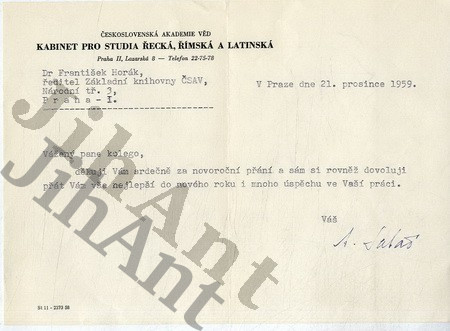 ČESKOSLOVENSKÁ AKADEMIE VĚD
KABINET PRO STUDIA ŘECKÁ, ŘÍMSKÁ A LATINSKÁ
Praha II, Lazarská 8 — Telefon 22-75-78
Dr František Horák,
ředitel Základní knihovny ČSAV,
Národní tř. 3,
P r a h a - I.
V Praze dne 21. prosince 1959.
Vážený pane kolego,
děkuji Vám srdečně za novoroční přání a sám si rovněž dovoluji
přát Vám vše nejlepší do nového roku i mnoho úspěchu ve Vaší práci.
Váš
JihAnt
JihAnt